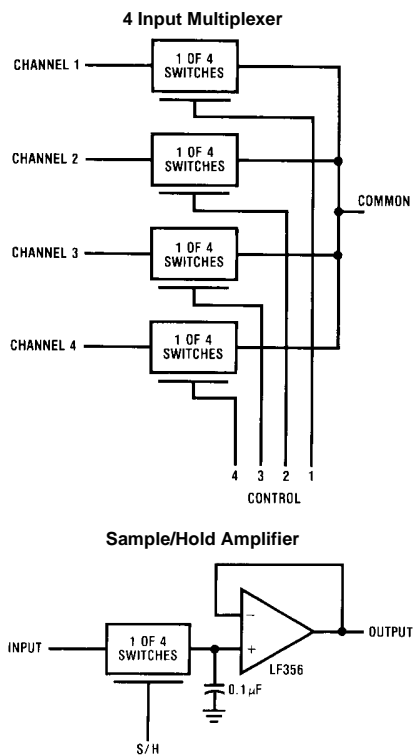 4 Input Multiplexer
CHANNEL 1
1 OF 4
SWITCHES
CHANNEL 2
1 OF 4
SWITCHES
COMMON
CHANNEL 3
1 OF 4
SWITCHES
CHANNEL 4
1 OF 4
SWITCHES
4 3 2 1
CONTROL
Sample/Hold Amplifier
INPUT
1 OF 4
SWITCHES
−
+
LF356
OUTPUT
0.1μF
S/H